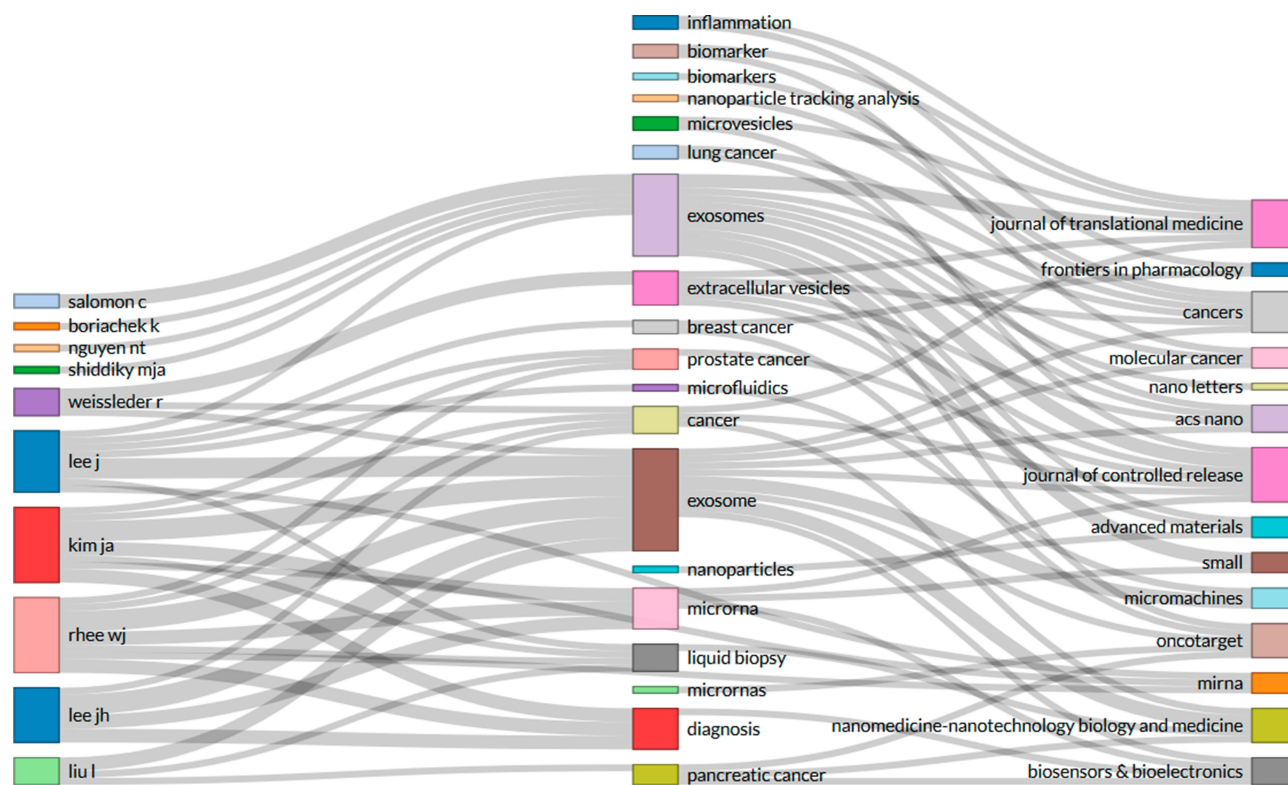 salomon c
boriachek k
nguyen nt
shiddiky mja
weissleder r
lee j
kim ja
rhee wj
lee jh
liu l
inflammation
biomarker
biomarkers
nanoparticle tracking analysis
microvesicles
lung cancer
exosomes
extracellular vesicles
breast cancer
prostate cancer
microfluidics
cancer
exosome
nanoparticles
microrna
liquid biopsy
micrornas
diagnosis
pancreatic cancer
journal of translational medicine
frontiers in pharmacology
cancers
molecular cancer
nano letters
acs nano
journal of controlled release
advanced materials
small
micromachines
oncotarget
mirna
nanomedicine-nanotechnology biology and medicine
biosensors & bioelectronics